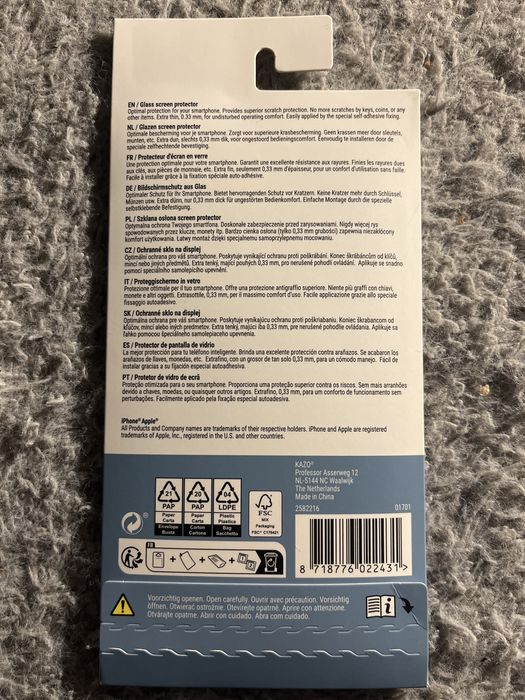 EN / Glass screen protector
Optimal protection for your smartphone. Provides superior scratch protection. No more scratches by keys, coins, or any
other items. Extra thin, 0.33 mm, for undisturbed operating comfort. Easily applied by the special self-adhesive fixing.
NL / Glazen screen protector
Optimale bescherming voor je smartphone. Zorgt voor superieure krasbescherming. Geen krassen meer door sleutels,
munten, etc. Extra dun, slechts 0,33 mm dik, voor ongestoord bedieningscomfort. Eenvoudig te installeren door de
speciale zelfhechtende bevestiging.
FR / Protecteur d'écran en verre
Une protection optimale pour votre smartphone. Garantit une excellente résistance aux rayures. Finies les rayures dues
aux clés, aux pièces de monnaie, etc. Extra fin, seulement 0,33 mm d'épaisseur, pour un confort d'utilisation sans faille.
Facile à installer grâce à la fixation spéciale auto-adhésive.
DE / Bildschirmschutz aus Glas
Optimaler Schutz für Ihr Smartphone. Bietet hervorragenden Schutz vor Kratzern. Keine Kratzer mehr durch Schlüssel,
Münzen usw. Extra dünn, nur 0,33 mm dick für ungestörten Bedienkomfort. Einfache Montage durch die spezielle
selbstklebende Befestigung.
PL / Szklana osłona screen protector
Optymalna ochrona Twojego smartfona. Doskonałe zabezpieczenie przed zarysowaniami. Nigdy więcej rys
spowodowanych przez klucze, monety itp. Bardzo cienka osłona (tylko 0,33 mm grubości) zapewnia niezakłócony
komfort użytkowania. Łatwy montaż dzięki specjalnemu samoprzylepnemu mocowaniu.
CZ / Ochranné sklo na displej
Optimální ochrana pro váš smartphone. Poskytuje vynikající ochranu proti poškrábání. Konec škrábancům od klíčů,
mincí nebo jiných předmětů. Extra tenký, mající pouhých 0,33 mm, pro nerušené pohodlí ovládání. Aplikuje se snadno
pomocí speciálního samolepicího upevnění.
IT / Proteggischermo in vetro
Protezione ottimale per il tuo smartphone. Offre una protezione antigraffio superiore. Niente più graffi con chiavi,
monete e altri oggetti. Extrasottile, 0,33 mm, per il massimo comfort d'uso. Facile applicazione grazie allo speciale
fissaggio autoadesivo.
SK / Ochranné sklo na displej
Optimálna ochrana pre váš smartphone. Poskytuje vynikajúcu ochranu proti poškriabaniu. Konec škrabancom od
kľúčov, mincí alebo iných predmetov. Extra tenký, majúci iba 0,33 mm, pre nerušené pohodlie ovládania. Aplikuje sa
ľahko pomocou špeciálneho samolepiaceho upevnenia.
ES / Protector de pantalla de vidrio
La mejor protección para tu teléfono inteligente. Brinda una excelente protección contra arañazos. Se acabaron los
arañazos de llaves, monedas, etc. Extrafino, con un grosor de tan solo 0,33 mm, para un cómodo manejo. Fácil de
instalar gracias a su fijación especial autoadhesiva.
PT / Protetor de vidro de ecrã
Proteção otimizada para o seu smartphone. Proporciona uma proteção superior contra os riscos. Sem mais arranhões
devido a chaves, moedas, ou quaisquer outros artigos. Extrafino, 0,33 mm, para um conforto de funcionamento sem
perturbações. Facilmente aplicado pela fixação especial autoadesiva.
iPhone® Apple®
All Products and Company names are trademarks of their respective holders. iPhone and Apple are registered
trademarks of Apple, Inc., registered in the U.S. and other countries.
KAZO®
Professor Asserweg 12
NL-5144 NC Waalwijk
The Netherlands
Made in China
2582216 01701
21 20 04
PAP PAP LDPE
Paper Paper Plastic
Carta Carta Plastica
Envelope Carton Bag
Busta Cartone Sacchetto
FSC
MIX
Packaging
FSC® C178421
FR
8 718776 022431
Voorzichtig openen. Open carefully. Ouvrir avec précaution. Vorsichtig
öffnen. Otwierać ostrożnie. Otevírejte opatrně. Aprire con attenzione.
Otvárajte opatrne. Abrir con cuidado. Abra com cuidado.